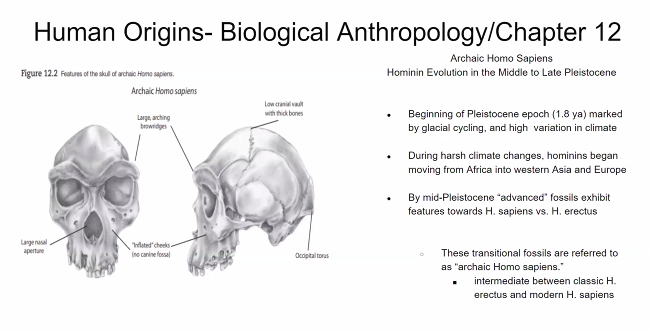 Human Origins- Biological Anthropology/Chapter 12
Archaic Homo Sapiens
Hominin Evolution in the Middle to Late Pleistocene
Figure 12.2 Features of the skull of archaic Homo sapiens.
Archaic Homo sapiens
Large, arching
browridges
Low cranial vault
with thick bones
Large nasal
aperture
"Inflated" cheeks
(no canine fossa)
Occipital torus
• Beginning of Pleistocene epoch (1.8 ya) marked
by glacial cycling, and high variation in climate
• During harsh climate changes, hominins began
moving from Africa into western Asia and Europe
• By mid-Pleistocene “advanced” fossils exhibit
features towards H. sapiens vs. H. erectus
○ These transitional fossils are referred to
as “archaic Homo sapiens.”
■ intermediate between classic H.
erectus and modern H. sapiens